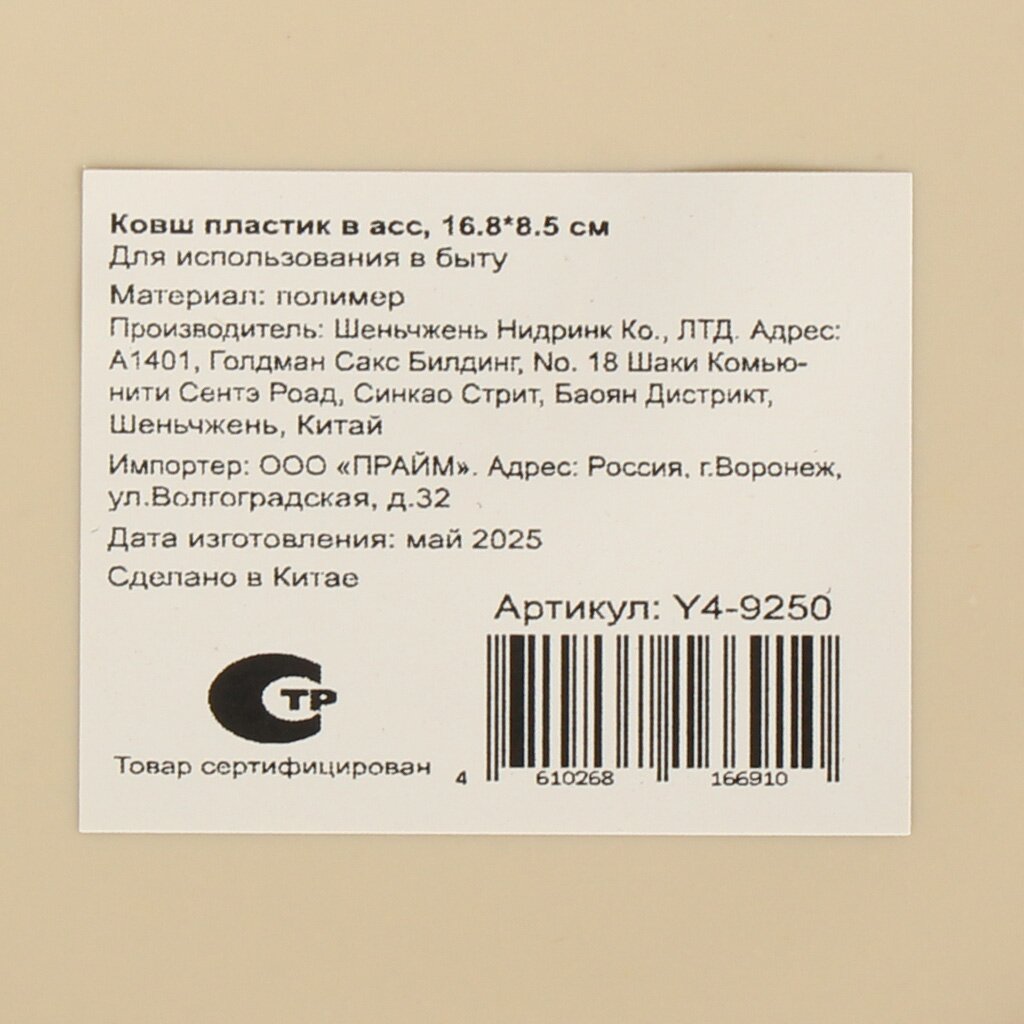 Ковш пластик в асс, 16.8*8.5 см
Для использования в быту
Материал: полимер
Производитель: Шеньчжень Нидринк Ко., ЛТД. Адрес:
А1401, Голдман Сакс Билдинг, No. 18 Шаки Комью-
нити Сентэ Роад, Синкао Стрит, Баоян Дистрикт,
Шеньчжень, Китай
Импортер: ООО «ПРАЙМ». Адрес: Россия, г.Воронеж,
ул.Волгоградская, д.32
Дата изготовления: май 2025
Сделано в Китае
Артикул: Y4-9250
СТР
Товар сертифицирован
4 610268 166910